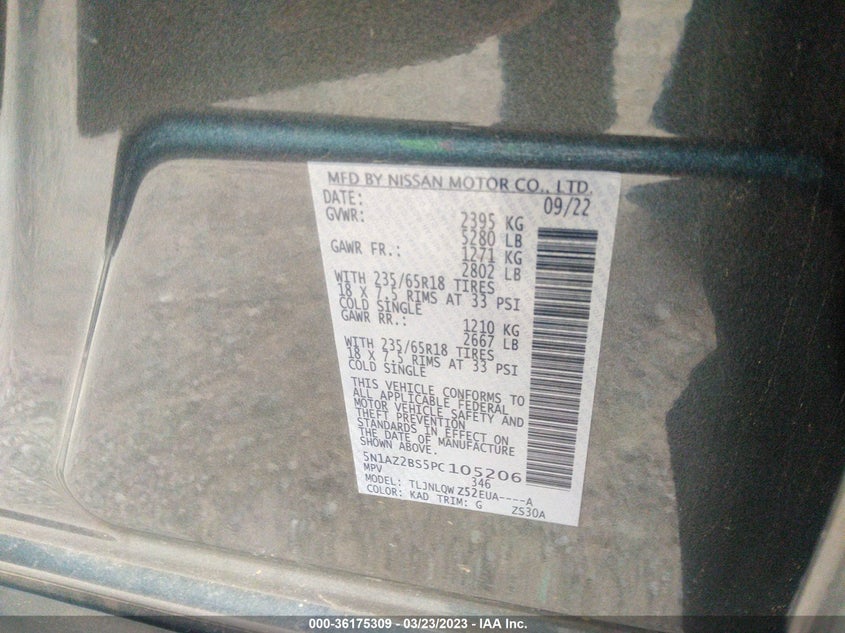 MFD BY NISSAN MOTOR CO., LTD.
DATE: 09/22
GVWR: 2395 KG
5280 LB
GAWR FR.: 1271 KG
2802 LB
WITH 235/65R18 TIRES
18 X 7.5 RIMS AT 33 PSI
COLD SINGLE
GAWR RR.: 1210 KG
2667 LB
WITH 235/65R18 TIRES
18 X 7.5 RIMS AT 33 PSI
COLD SINGLE
THIS VEHICLE CONFORMS TO
ALL APPLICABLE FEDERAL
MOTOR VEHICLE SAFETY AND
THEFT PREVENTION
STANDARDS IN EFFECT ON
THE DATE OF MANUFACTURE
SHOWN ABOVE.
5N1AZ2BS5PC105206
MPV 346
MODEL: TLJNLQW Z52EUA----A
COLOR: KAD TRIM: G ZS30A
000-36175309 - 03/23/2023 - IAA Inc.